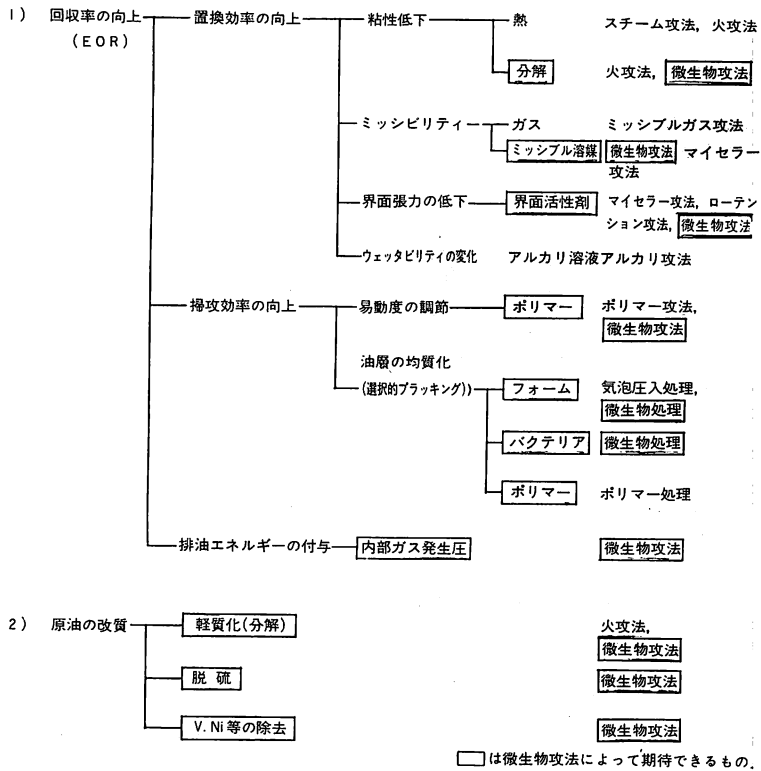 1) 回収率の向上 置換効率の向上 粘性低下 熱 スチーム攻法, 火攻法
(EOR)
分解 火攻法, 微生物攻法
ミッシビリティ ガス ミッシブルガス攻法
ミッシブル溶媒 微生物攻法 マイセラー
攻法
界面張力の低下 界面活性剤 マイセラー攻法, ローテン
ション攻法, 微生物攻法
ウェッタビリティの変化 アルカリ溶液アルカリ攻法
掃攻効率の向上 易動度の調節 ポリマー ポリマー攻法,
微生物攻法
油層の均質化
(選択的プラッキング)) フォーム 気泡圧入処理,
微生物処理
バクテリア 微生物処理
ポリマー ポリマー処理
排油エネルギーの付与 内部ガス発生圧 微生物攻法
2) 原油の改質 軽質化(分解) 火攻法,
微生物攻法
脱硫 微生物攻法
V.Ni等の除去 微生物攻法
は微生物攻法によって期待できるもの.